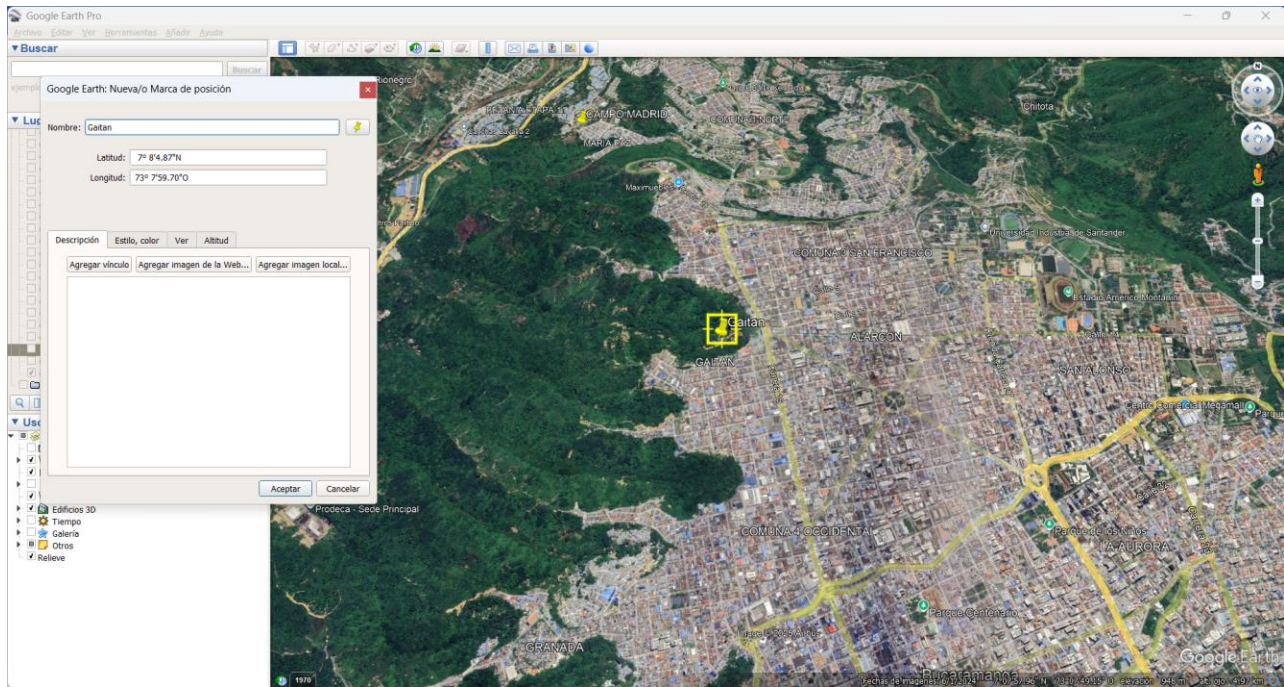 Google Earth Pro
Archivo Editar Ver Herramientas Añadir Ayuda
Buscar
Buscar
Google Earth: Nueva/o Marca de posición
Nombre: Gaitan
Latitud: 7° 8'4.87"N
Longitud: 73° 7'59.70"O
Descripción Estilo, color Ver Altitud
Agregar vínculo Agregar imagen de la Web... Agregar imagen local...
Aceptar Cancelar
Edificios 3D
Tiempo
Galería
Otros
Relieve
Rionegro
CAMPO MADRID
Chitota
Maximuebles
Universidad Industrial de Santander
COMUNA 3 SAN FRANCISCO
Estadio Américo Montanini
Gaitan
ALARCON
GAITAN
SAN ALONSO
Centro Comercial Megamall
Parque
Prodeca - Sede Principal
COMUNA 4 OCCIDENTAL
Parque de los Niños
LA AURORA
Parque Centenario
GRANADA
Google Earth
1970